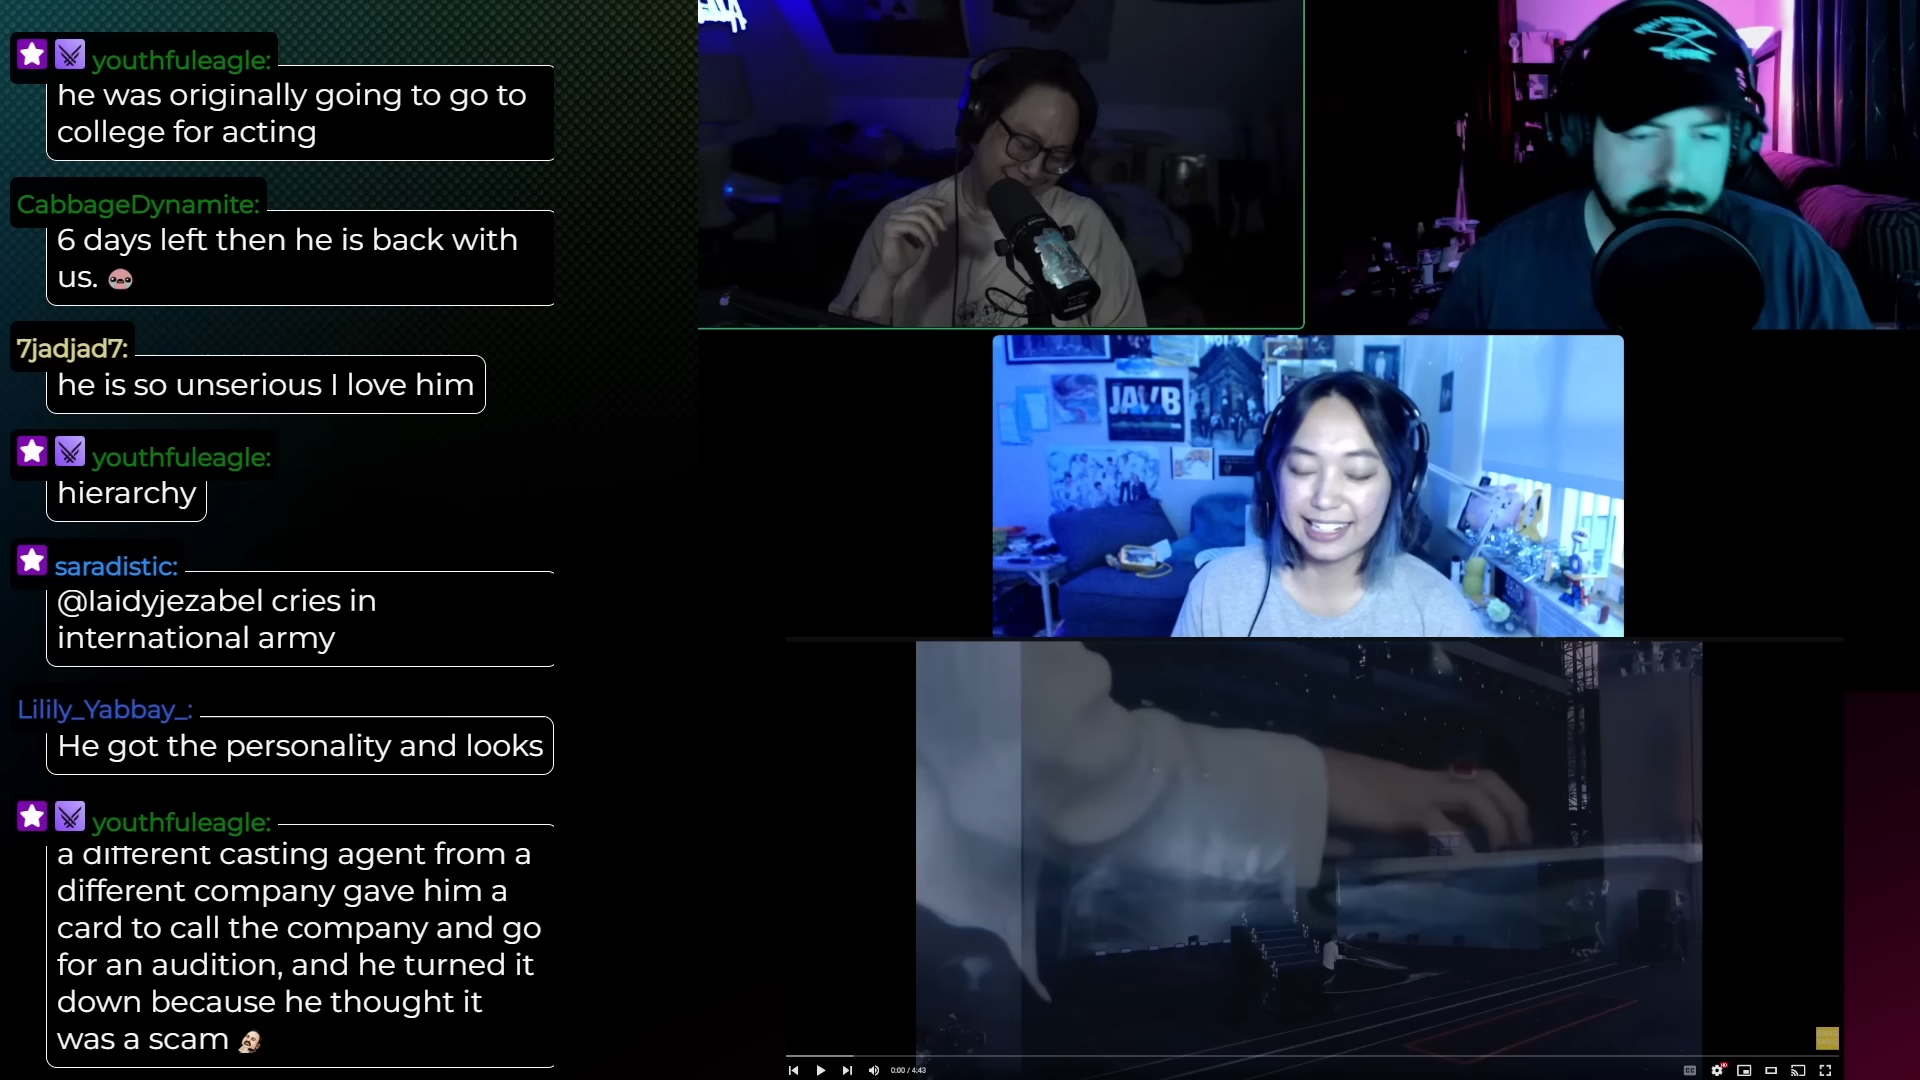 youthfuleagle:
he was originally going to go to
college for acting
CabbageDynamite:
6 days left then he is back with
us.
7jadjad7:
he is so unserious I love him
youthfuleagle:
hierarchy
saradistic:
@laidyjezabel cries in
international army
Lilily_Yabbay_:
He got the personality and looks
youthfuleagle:
a different casting agent from a
different company gave him a
card to call the company and go
for an audition, and he turned it
down because he thought it
was a scam
JAY B
0:00 / 4:43